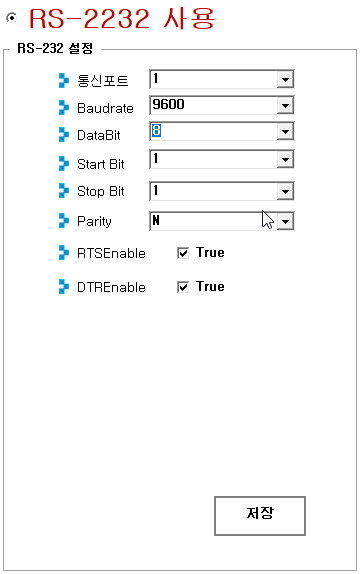 RS-2232 사용
RS-232 설정
통신포트 1
Baudrate 9600
DataBit 8
Start Bit 1
Stop Bit 1
Parity N
RTSEnable True
DTREnable True
저장